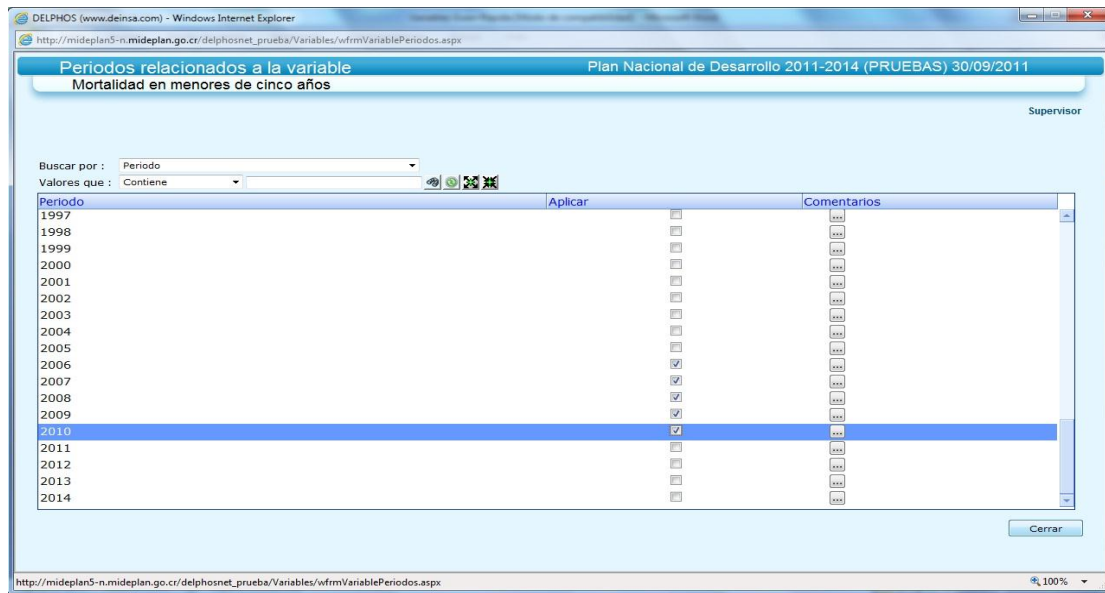 DELPHOS (www.deinsa.com) - Windows Internet Explorer
http://mideplan5-n.mideplan.go.cr/delphosnet_prueba/Variables/wfrmVariablePeriodos.aspx
Periodos relacionados a la variable Plan Nacional de Desarrollo 2011-2014 (PRUEBAS) 30/09/2011
Mortalidad en menores de cinco años
Supervisor
Buscar por : Periodo
Valores que : Contiene
Periodo Aplicar Comentarios
1997 ...
1998 ...
1999 ...
2000 ...
2001 ...
2002 ...
2003 ...
2004 ...
2005 ...
2006 ...
2007 ...
2008 ...
2009 ...
2010 ...
2011 ...
2012 ...
2013 ...
2014 ...
Cerrar
http://mideplan5-n.mideplan.go.cr/delphosnet_prueba/Variables/wfrmVariablePeriodos.aspx 100%